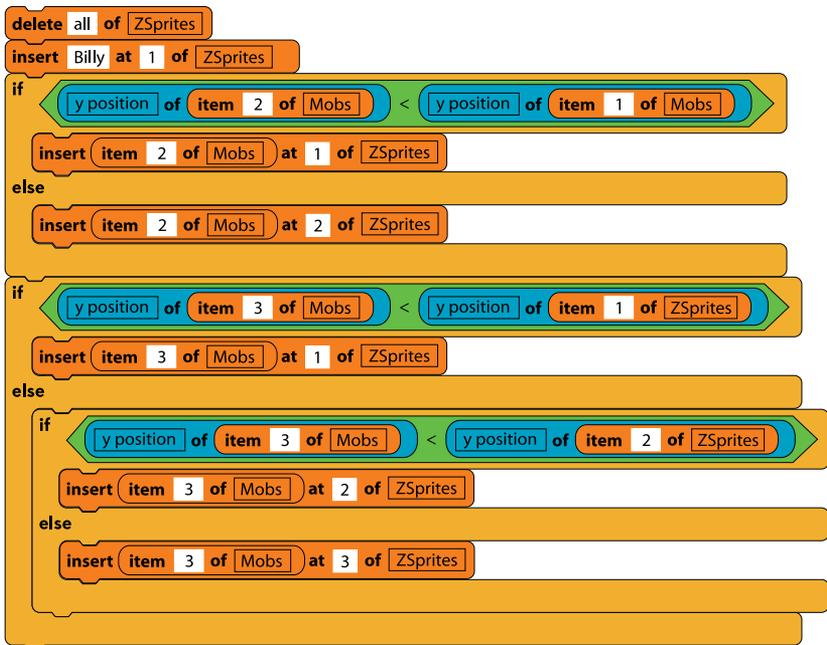 delete all of ZSprites
insert Billy at 1 of ZSprites
if y position of item 2 of Mobs < y position of item 1 of Mobs
insert item 2 of Mobs at 1 of ZSprites
else
insert item 2 of Mobs at 2 of ZSprites
if y position of item 3 of Mobs < y position of item 1 of ZSprites
insert item 3 of Mobs at 1 of ZSprites
else
if y position of item 3 of Mobs < y position of item 2 of ZSprites
insert item 3 of Mobs at 2 of ZSprites
else
insert item 3 of Mobs at 3 of ZSprites